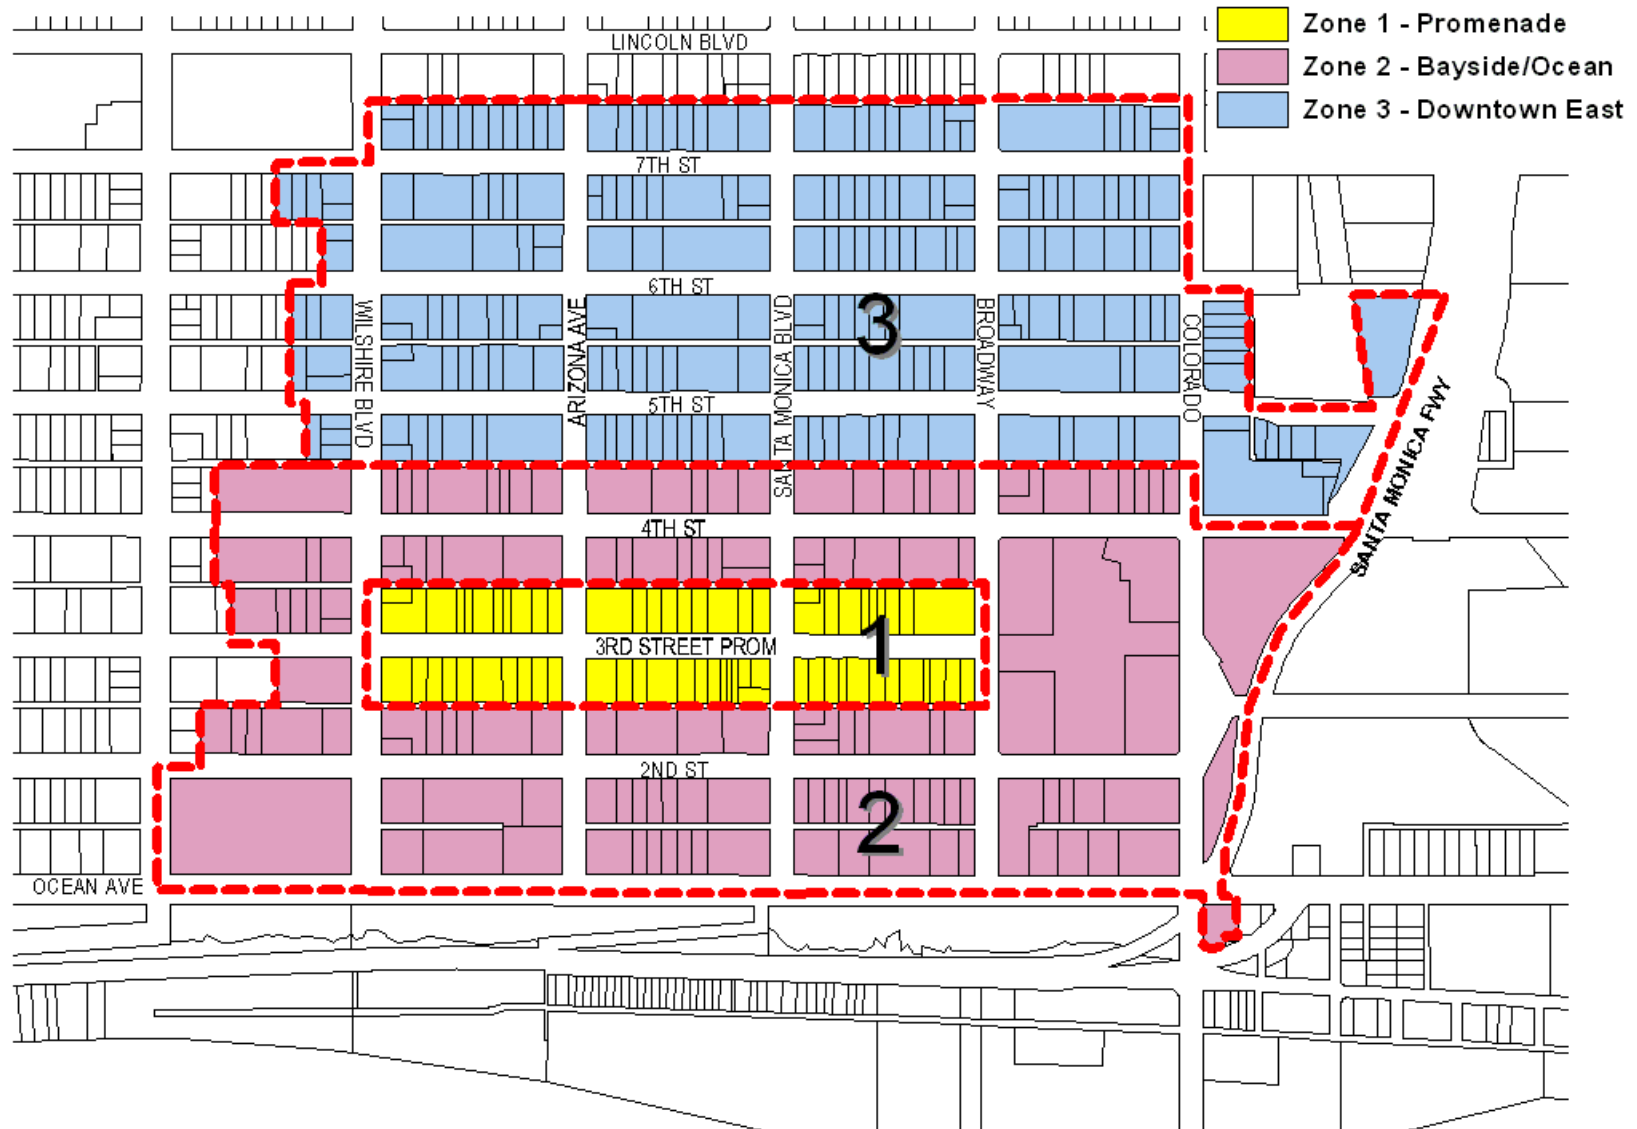 Zone 1 - Promenade
Zone 2 - Bayside/Ocean
Zone 3 - Downtown East
LINCOLN BLVD
7TH ST
6TH ST
WILSHIRE BLVD
ARIZONA AVE
SANTA MONICA BLVD
3
BROADWAY
COLORADO
5TH ST
SANTA MONICA FWY
4TH ST
3RD STREET PROM
1
2ND ST
2
OCEAN AVE